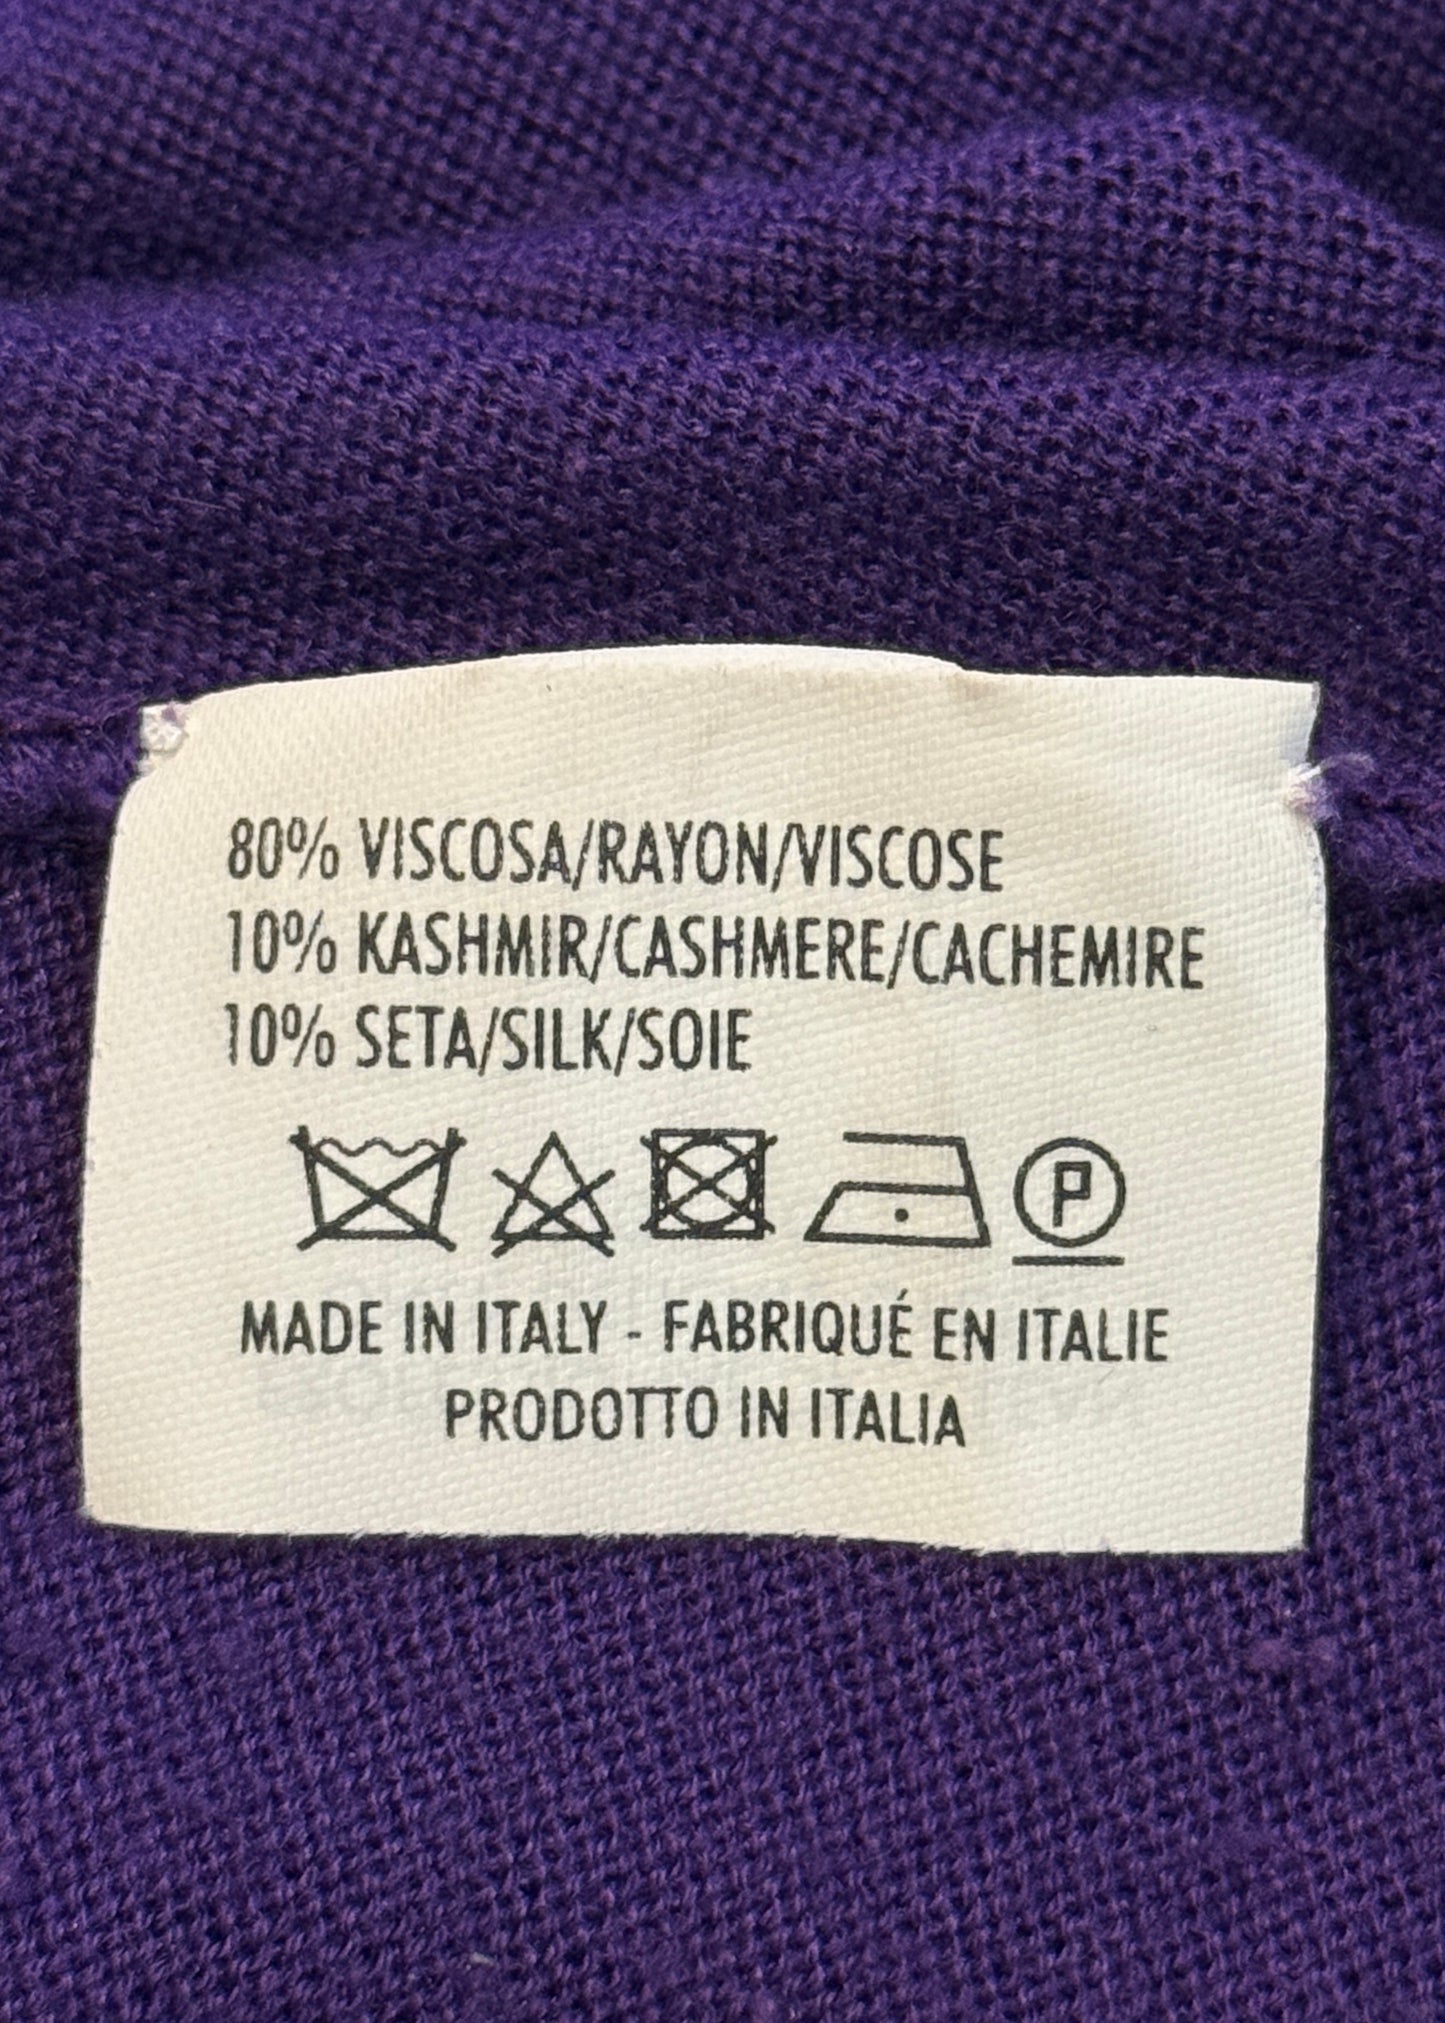 80% VISCOSA/RAYON/VISCOSE
10% KASHMIR/CASHMERE/CACHEMIRE
10% SETA/SILK/SOIE
P
MADE IN ITALY - FABRIQUÉ EN ITALIE
PRODOTTO IN ITALIA